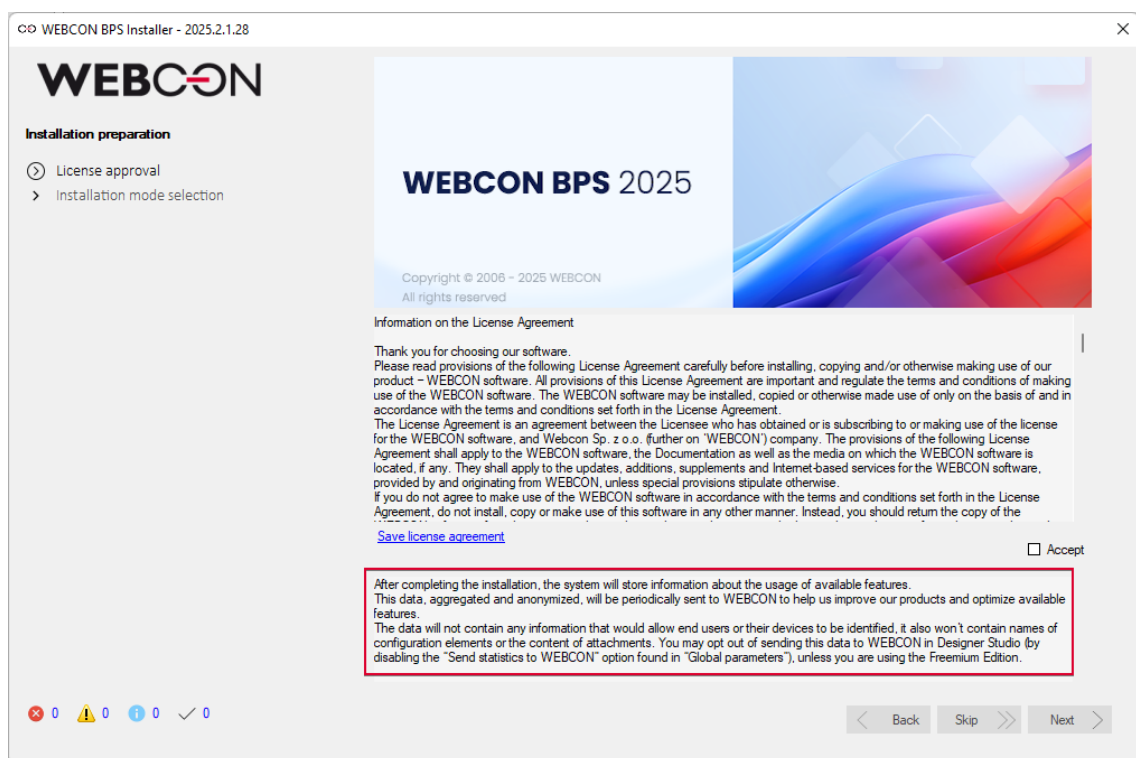 WEBCON BPS Installer - 2025.2.1.28
WEBCON
Installation preparation
License approval
Installation mode selection
WEBCON BPS 2025
Copyright © 2006 - 2025 WEBCON
All rights reserved
Information on the License Agreement
Thank you for choosing our software.
Please read provisions of the following License Agreement carefully before installing, copying and/or otherwise making use of our
product – WEBCON software. All provisions of this License Agreement are important and regulate the terms and conditions of making
use of the WEBCON software. The WEBCON software may be installed, copied or otherwise made use of only on the basis of and in
accordance with the terms and conditions set forth in the License Agreement.
The License Agreement is an agreement between the Licensee who has obtained or is subscribing to or making use of the license
for the WEBCON software, and Webcon Sp. z o.o. (further on 'WEBCON') company. The provisions of the following License
Agreement shall apply to the WEBCON software, the Documentation as well as the media on which the WEBCON software is
located, if any. They shall apply to the updates, additions, supplements and Internet-based services for the WEBCON software,
provided by and originating from WEBCON, unless special provisions stipulate otherwise.
If you do not agree to make use of the WEBCON software in accordance with the terms and conditions set forth in the License
Agreement, do not install, copy or make use of this software in any other manner. Instead, you should return the copy of the
Save license agreement
Accept
After completing the installation, the system will store information about the usage of available features.
This data, aggregated and anonymized, will be periodically sent to WEBCON to help us improve our products and optimize available
features.
The data will not contain any information that would allow end users or their devices to be identified, it also won't contain names of
configuration elements or the content of attachments. You may opt out of sending this data to WEBCON in Designer Studio (by
disabling the "Send statistics to WEBCON" option found in "Global parameters"), unless you are using the Freemium Edition.
0 0 0 0
Back Skip Next